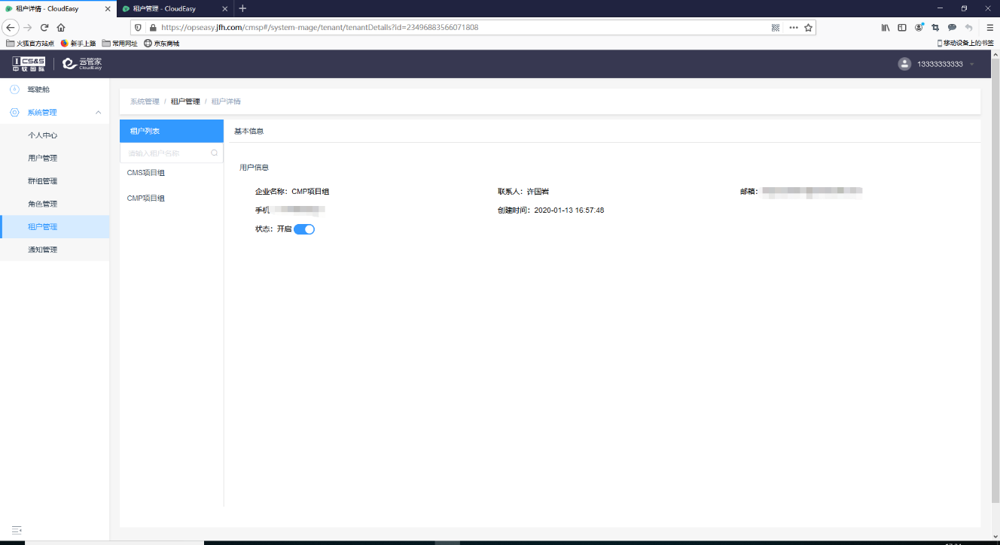 租户详情 - CloudEasy
租户管理 - CloudEasy
https://opseasy.jfh.com/cmsp#/system-mage/tenant/tenantDetails?id=23496883566071808
火狐官方站点 新手上路 常用网址 京东商城 移动设备上的书签
CS&S 中软国际 云管家 CloudEasy 13333333333
驾驶舱
系统管理
个人中心
用户管理
群组管理
角色管理
租户管理
通知管理
系统管理 / 租户管理 / 租户详情
租户列表
请输入租户名称
CMS项目组
CMP项目组
基本信息
用户信息
企业名称：CMP项目组 联系人：许国岩 邮箱：
手机 创建时间：2020-01-13 16:57:48
状态：开启